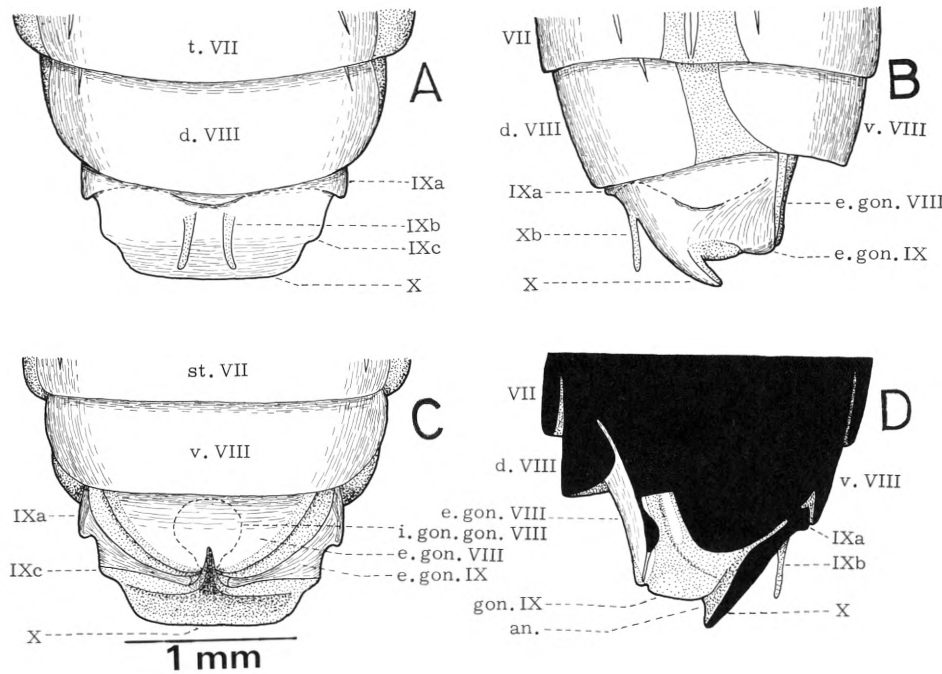 t. VII
A
d. VIII
IXa
IXb
IXc
X
VII
B
d. VIII
v. VIII
IXa
e.gon. VIII
Xb
e.gon. IX
X
st. VII
C
v. VIII
IXa
i.gon.gon. VIII
e.gon. VIII
IXc
e.gon. IX
X
1 mm
VII
D
d. VIII
v. VIII
e.gon. VIII
IXa
IXb
gon. IX
an.
X